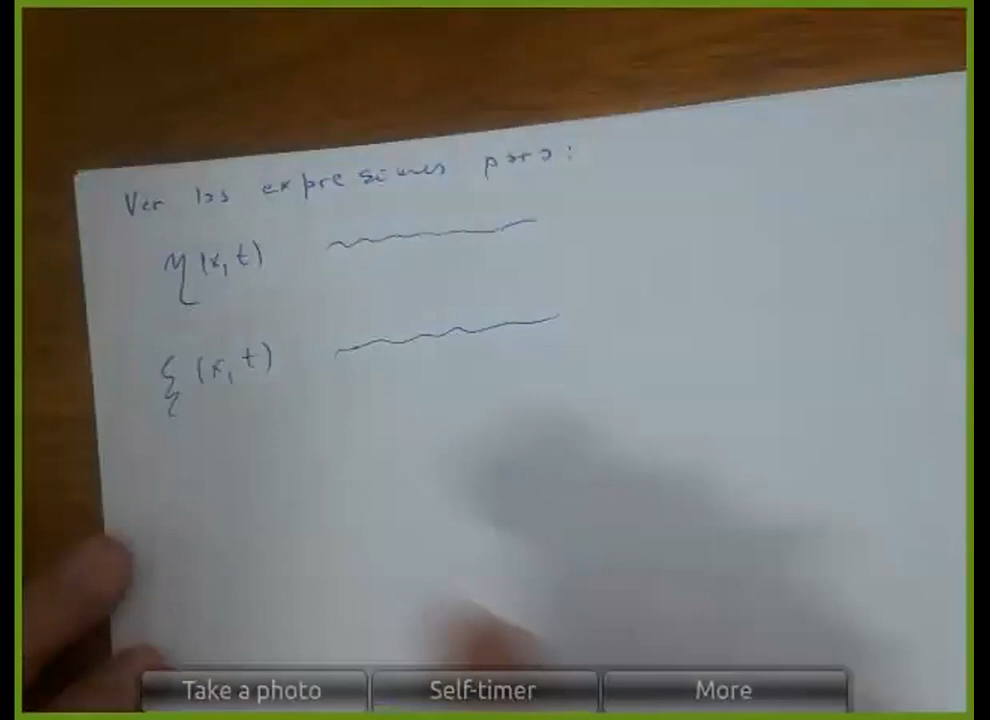 Ver las expresiones para:
η(x,t)
ξ(x,t)
Take a photo Self-timer More